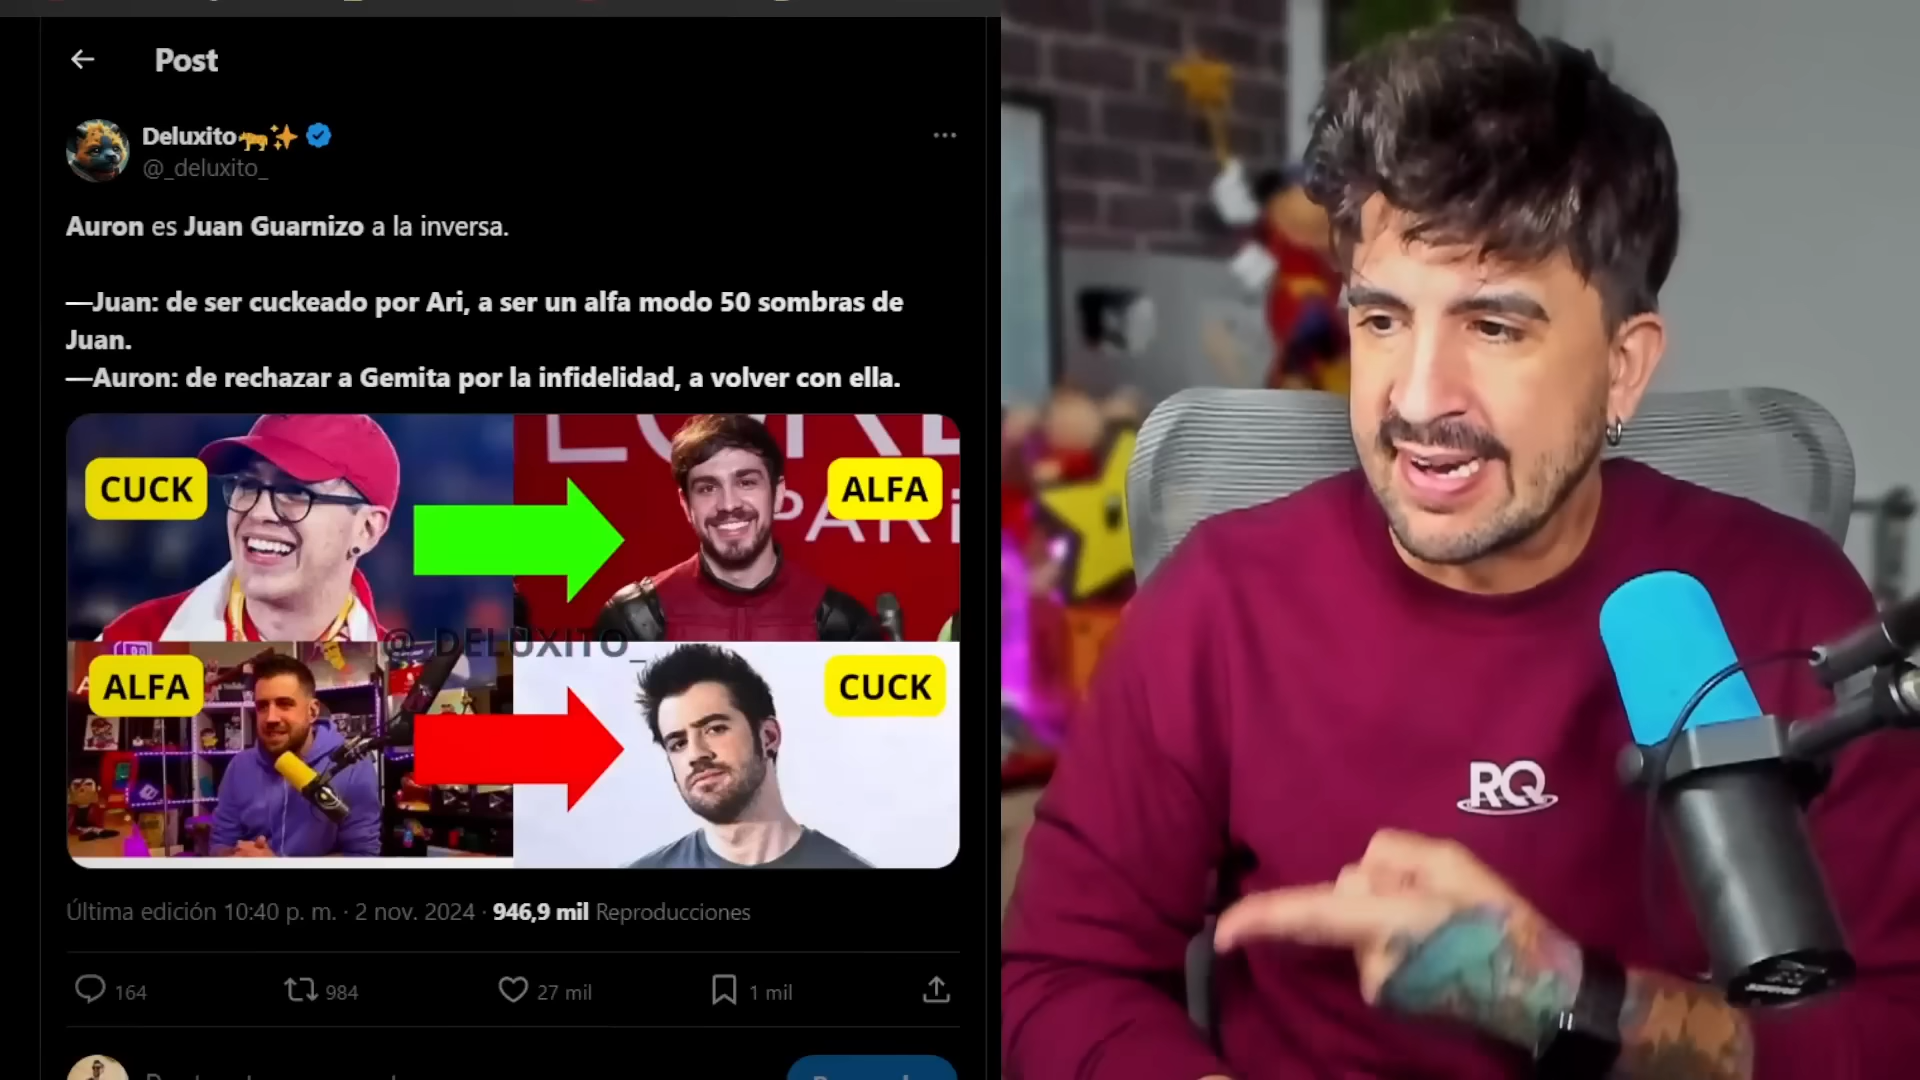 Post
Deluxito
@_deluxito_
Auron es Juan Guarnizo a la inversa.
—Juan: de ser cuckeado por Ari, a ser un alfa modo 50 sombras de
Juan.
—Auron: de rechazar a Gemita por la infidelidad, a volver con ella.
CUCK
ALFA
PARI
@_DELUXITO_
ALFA
CUCK
Última edición 10:40 p. m. · 2 nov. 2024 · 946,9 mil Reproducciones
164
984
27 mil
1 mil
RQ